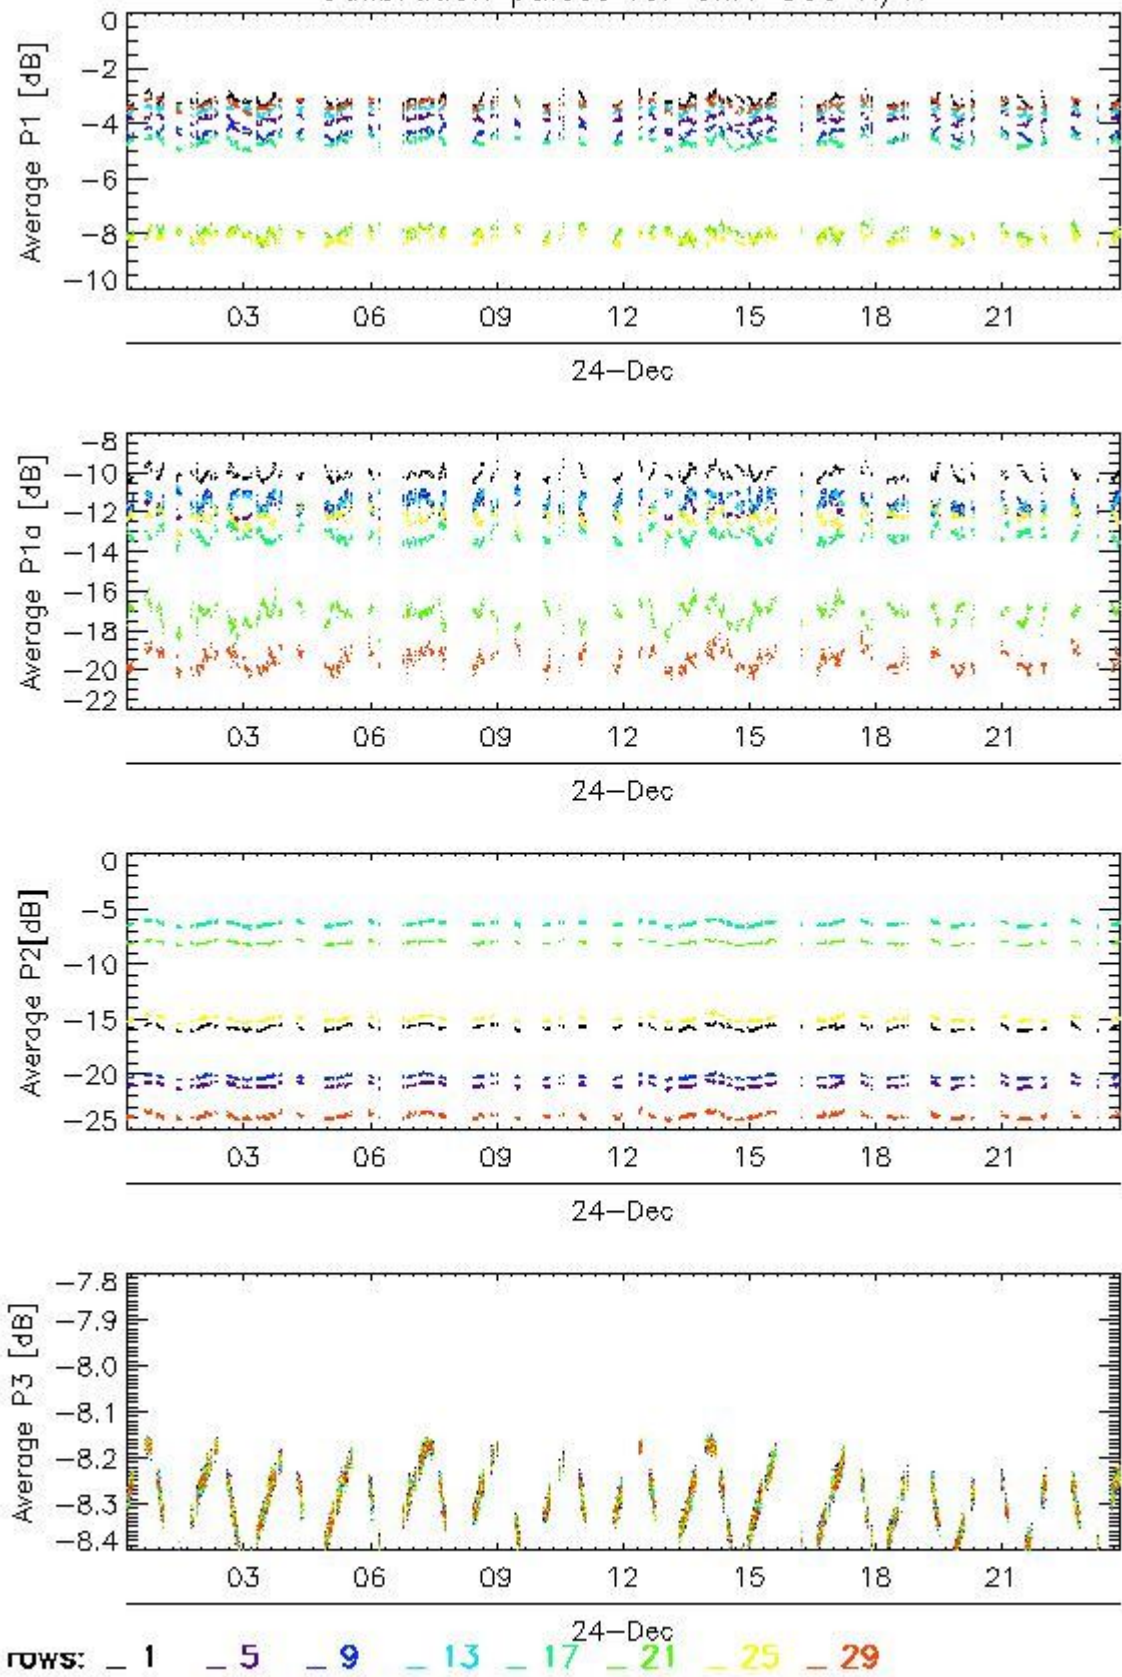 0
Average P1 [dB]
−2
−4
−6
−8
−10
03 06 09 12 15 18 21
24−Dec
−8
Average P1a [dB]
−10
−12
−14
−16
−18
−20
−22
03 06 09 12 15 18 21
24−Dec
0
Average P2[dB]
−5
−10
−15
−20
−25
03 06 09 12 15 18 21
24−Dec
−7.8
Average P3 [dB]
−7.9
−8.0
−8.1
−8.2
−8.3
−8.4
03 06 09 12 15 18 21
24−Dec
rows: _ 1 _ 5 _ 9 _ 13 _ 17 _ 21 _ 25 _ 29